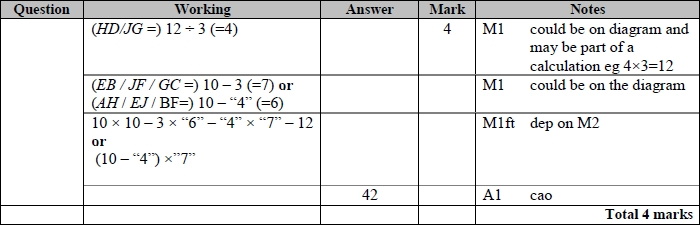 Question Working Answer Mark Notes
(HD/JG =) 12 ÷ 3 (=4) 4 M1 could be on diagram and
may be part of a
calculation eg 4×3=12
(EB / JF / GC =) 10 – 3 (=7) or M1 could be on the diagram
(AH / EJ / BF=) 10 – “4” (=6)
10 × 10 – 3 × “6” – “4” × “7” – 12 M1ft dep on M2
or
(10 – “4”) ×”7”
42 A1 cao
Total 4 marks